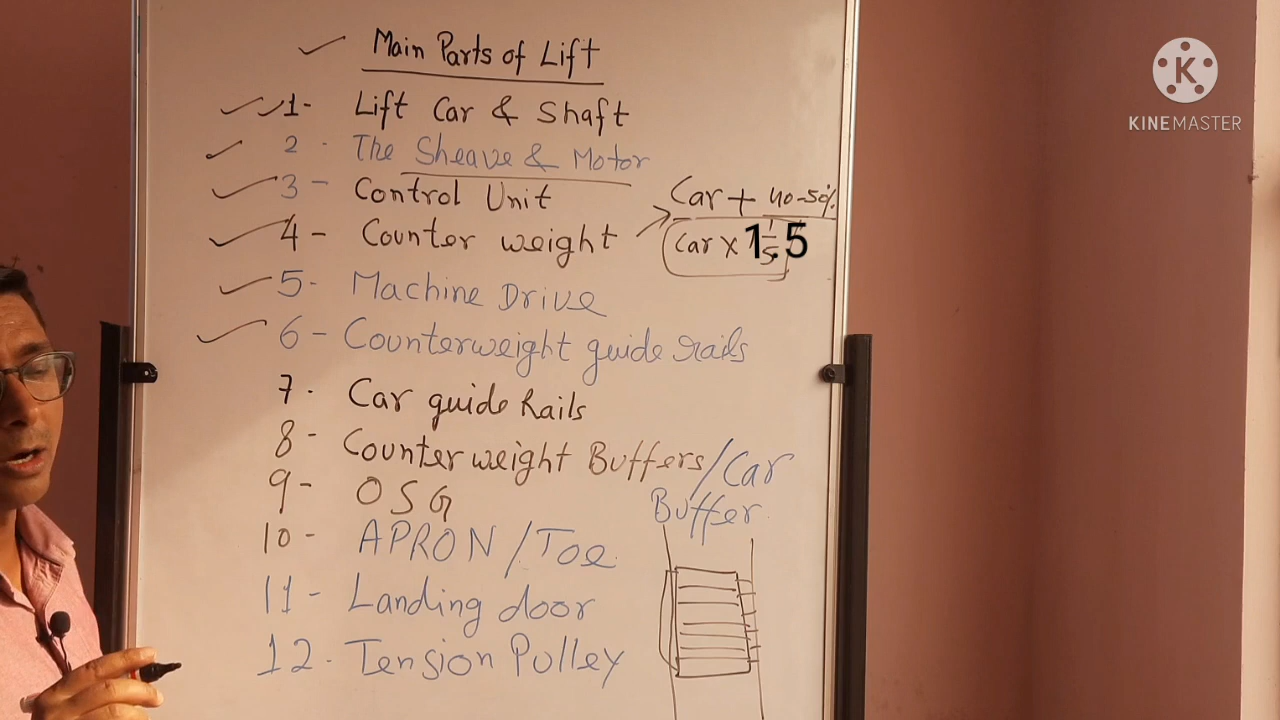 Main Parts of Lift
1- Lift Car & Shaft
2 - The Sheave & Motor
3 - Control Unit
4 - Counter weight
Car + 40-50%
Car x 1.5
5- Machine Drive
6 - Counterweight guide rails
7 - Car guide Rails
8 - Counterweight Buffers/Car Buffer
9 - OSG
10 - APRON/Toe
11 - Landing door
12 - Tension Pulley
K
KINEMASTER